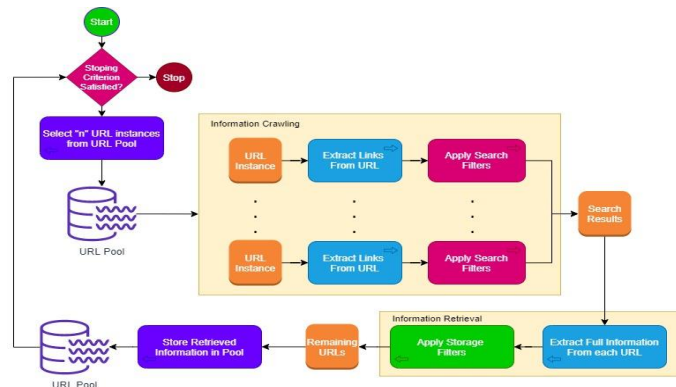 Start
Stoping
Criterion
Satisfied?
Stop
Select "n" URL instances
from URL Pool
URL Pool
Information Crawling
URL
Instance
Extract Links
From URL
Apply Search
Filters
URL
Instance
Extract Links
From URL
Apply Search
Filters
Search
Results
Information Retrieval
Extract Full Information
From each URL
Apply Storage
Filters
Remaining
URLs
Store Retrieved
Information in Pool
URL Pool